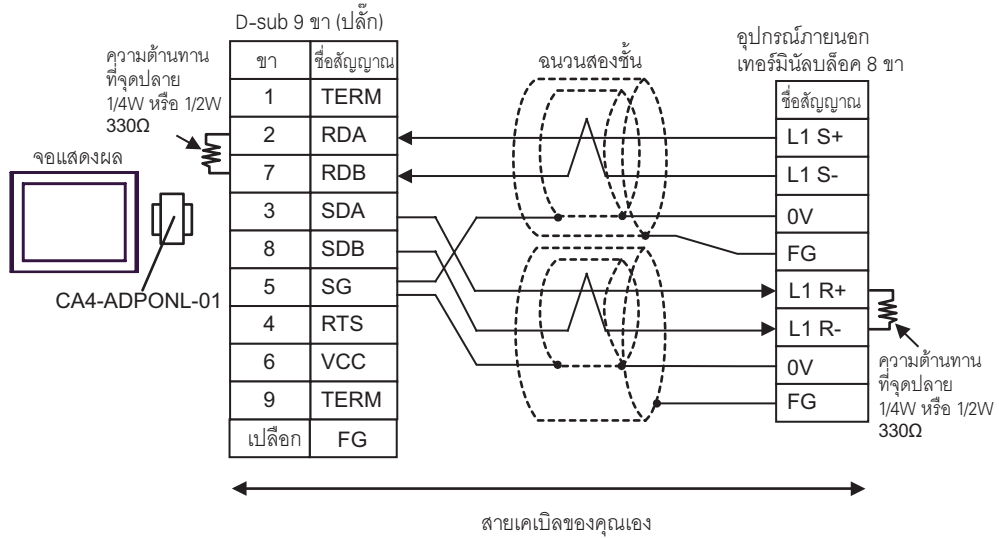 D-sub 9 ขา (ปลั๊ก)
ความต้านทาน
ที่จุดปลาย
1/4W หรือ 1/2W
330Ω
จอแสดงผล
CA4-ADPONL-01
ขา ชื่อสัญญาณ
1 TERM
2 RDA
7 RDB
3 SDA
8 SDB
5 SG
4 RTS
6 VCC
9 TERM
เปลือก FG
ฉนวนสองชั้น
อุปกรณ์ภายนอก
เทอร์มินัลบล็อค 8 ขา
ชื่อสัญญาณ
L1 S+
L1 S-
0V
FG
L1 R+
L1 R-
0V
FG
ความต้านทาน
ที่จุดปลาย
1/4W หรือ 1/2W
330Ω
สายเคเบิลของคุณเอง